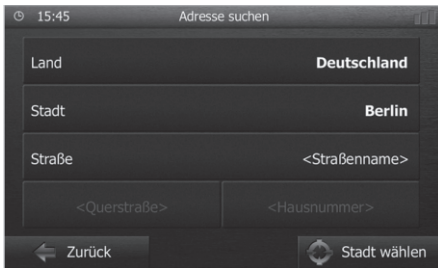 15:45 Adresse suchen
Land Deutschland
Stadt Berlin
Straße <Straßenname>
<Querstraße> <Hausnummer>
Zurück Stadt wählen